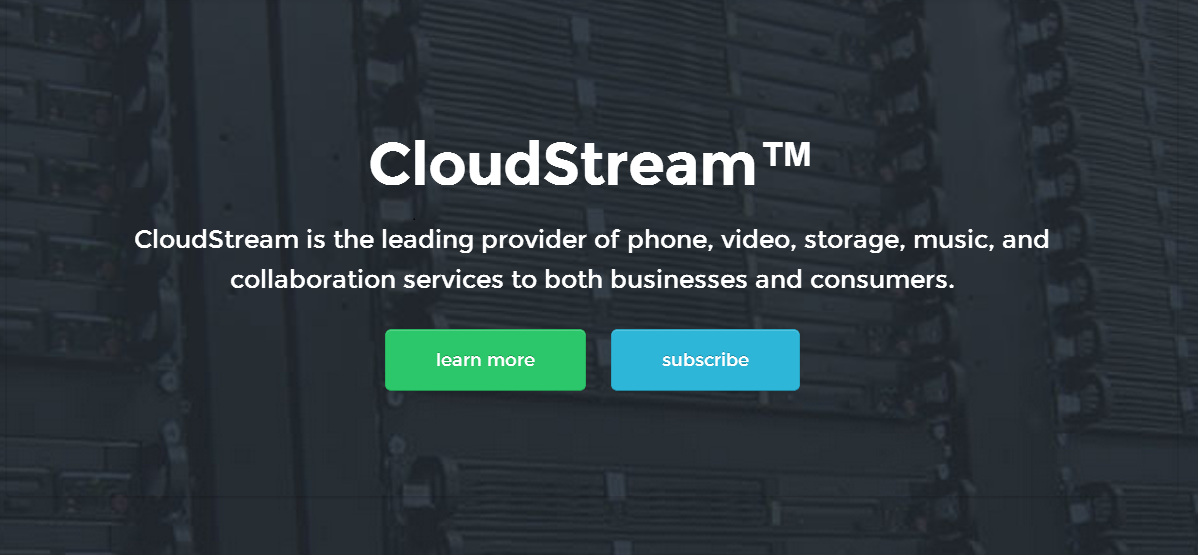 CloudStream™
CloudStream is the leading provider of phone, video, storage, music, and
collaboration services to both businesses and consumers.
learn more
subscribe